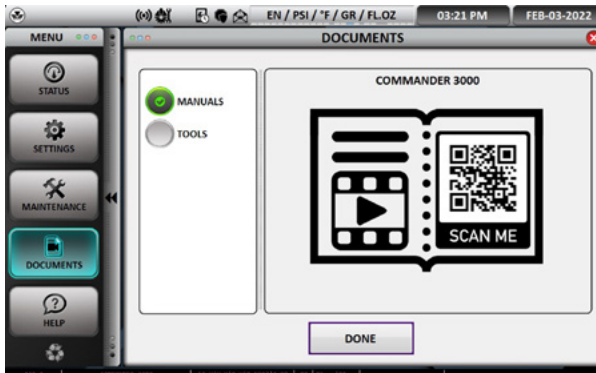 EN / PSI / °F / GR / FL.OZ 03:21 PM FEB-03-2022
MENU
DOCUMENTS
STATUS
SETTINGS
MAINTENANCE
DOCUMENTS
HELP
MANUALS
TOOLS
COMMANDER 3000
SCAN ME
DONE